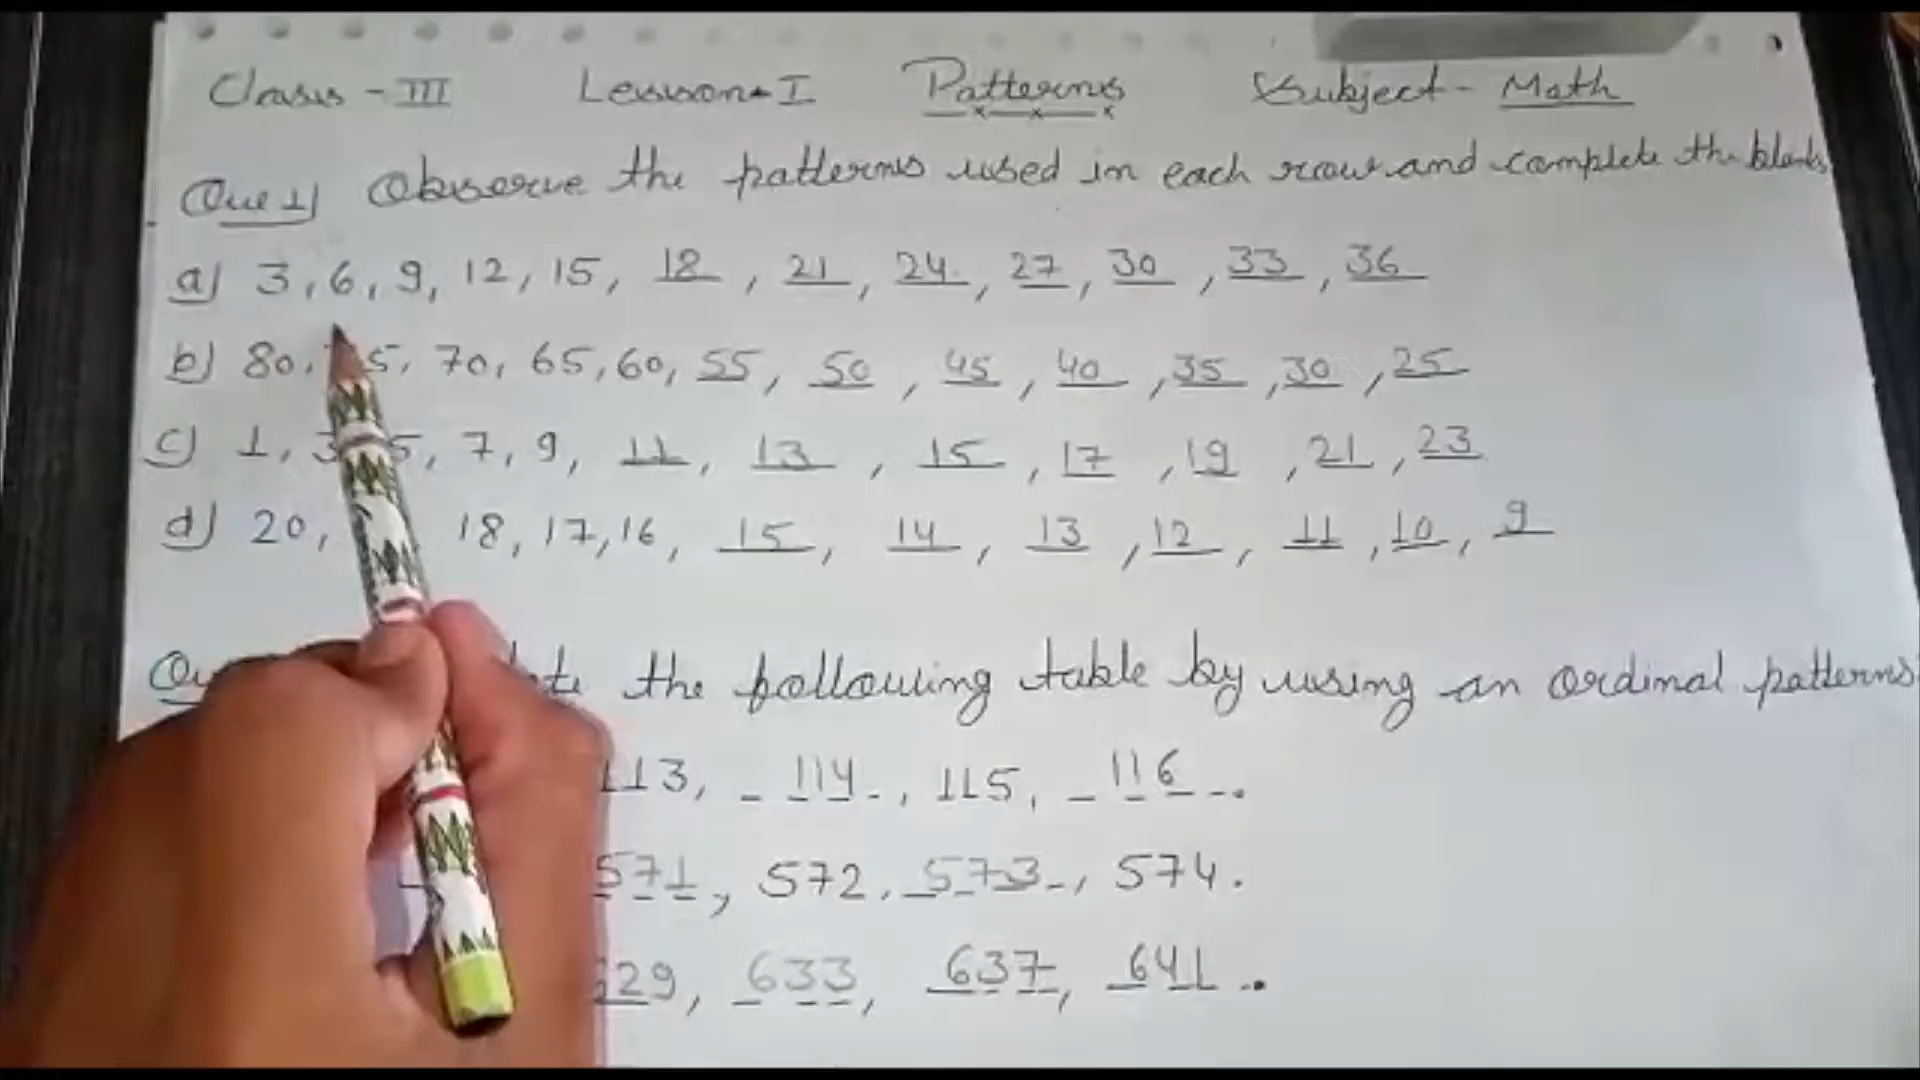 Class - III Lesson-I Patterns Subject - Math
Que 1) Observe the patterns used in each row and complete the blanks
a) 3, 6, 9, 12, 15, 18, 21, 24, 27, 30, 33, 36
b) 80, 5, 70, 65, 60, 55, 50, 45, 40, 35, 30, 25
c) 1, 3, 5, 7, 9, 11, 13, 15, 17, 19, 21, 23
d) 20, 18, 17, 16, 15, 14, 13, 12, 11, 10, 9
the following table by using an ordinal patterns
113, 114, 115, 116.
571, 572, 573, 574.
629, 633, 637, 641.